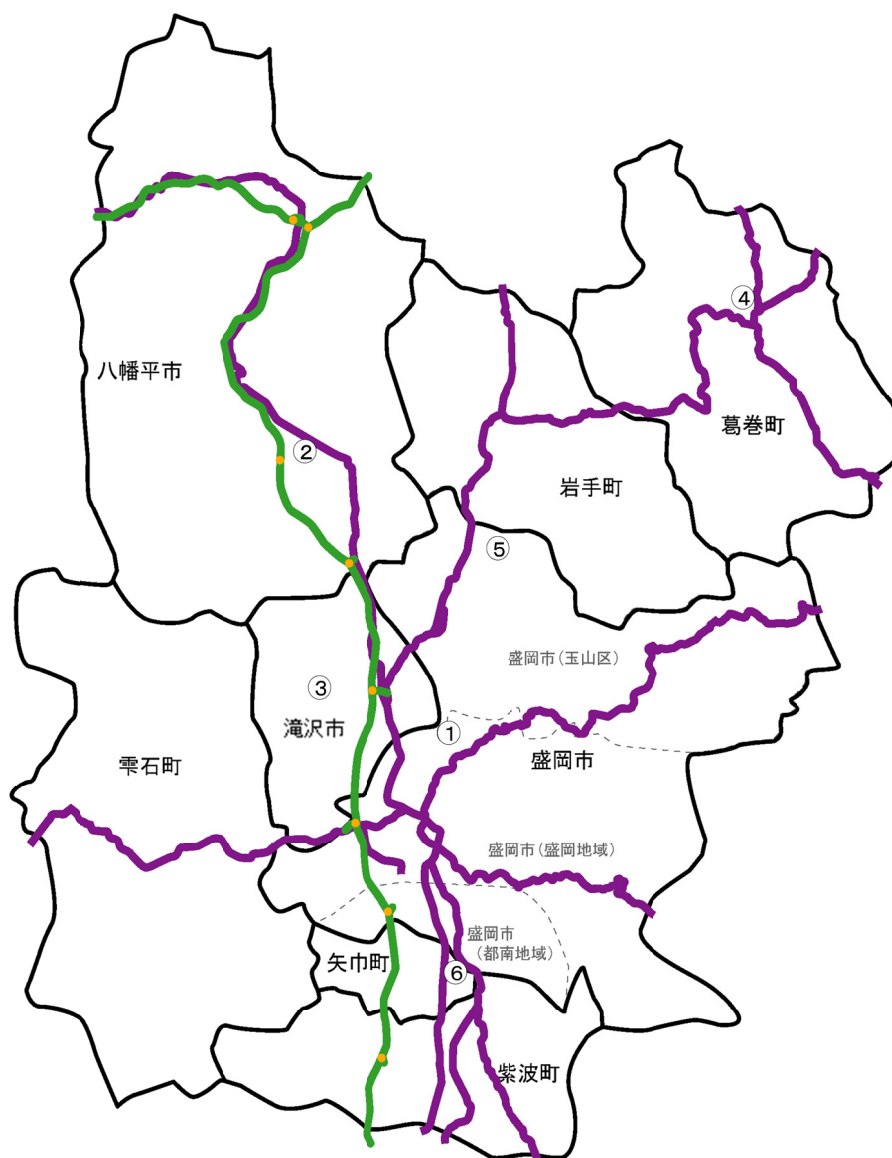 ④
八幡平市
葛巻町
②
岩手町
⑤
盛岡市(玉山区)
③
滝沢市
①
雫石町
盛岡市
盛岡市(盛岡地域)
盛岡市
(都南地域)
矢巾町
⑥
紫波町